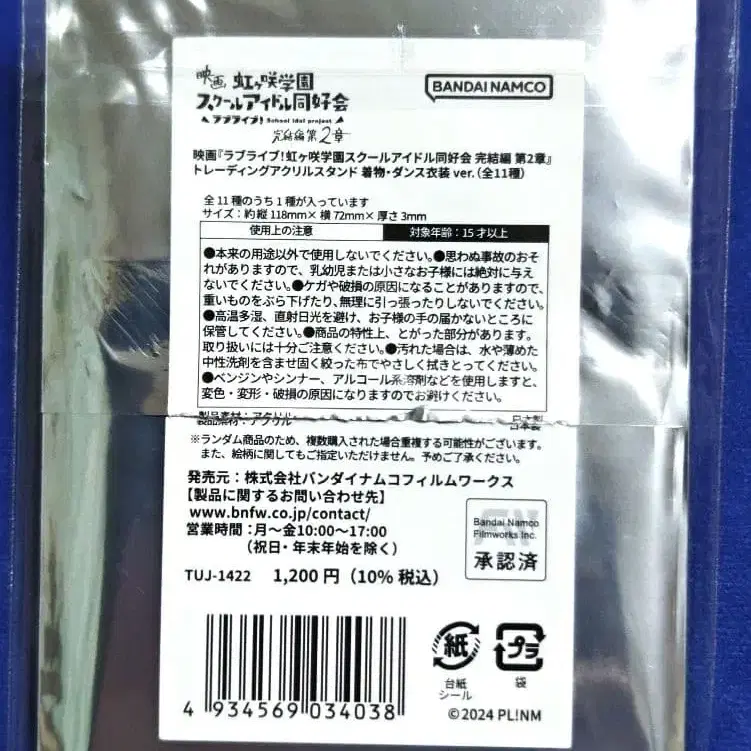 映画 虹ヶ咲学園
スクールアイドル同好会
ラブライブ! School idol project
完結編 第2章
BANDAI NAMCO
映画『ラブライブ!虹ヶ咲学園スクールアイドル同好会 完結編 第2章』
トレーディングアクリルスタンド 着物・ダンス衣装 ver.(全11種)
全11種のうち1種が入っています
サイズ:約 縦118mm×横72mm×厚さ3mm
使用上の注意 対象年齢:15才以上
●本来の用途以外で使用しないでください。●思わぬ事故のおそ
れがありますので、乳幼児または小さなお子様には絶対に与え
ないでください。●ケガや破損の原因になることがありますので、
重いものをぶら下げたり、無理に引っ張ったりしないでください。
●高温多湿、直射日光を避け、お子様の手の届かないところに
保管してください。●商品の特性上、とがった部分があります。
取り扱いには十分ご注意ください。●汚れた場合は、水や薄めた
中性洗剤を含ませ固く絞った布でやさしく拭きとってください。
●ベンジンやシンナー、アルコール系溶剤などを使用しますと、
変色・変形・破損の原因になりますのでお避けください。
製品素材:アクリル 日本製
※ランダム商品のため、複数購入された場合重複する可能性がございます。
また、絵柄に関してもご指定いただけません。予めご了承ください。
発売元:株式会社バンダイナムコフィルムワークス
【製品に関するお問い合わせ先】
www.bnfw.co.jp/contact/
営業時間:月〜金10:00〜17:00
(祝日・年末年始を除く)
Bandai Namco
Filmworks Inc.
承認済
TUJ-1422 1,200円(10%税込)
紙
台紙
シール
プラ
袋
4 934569 034038
©2024 PL!NM